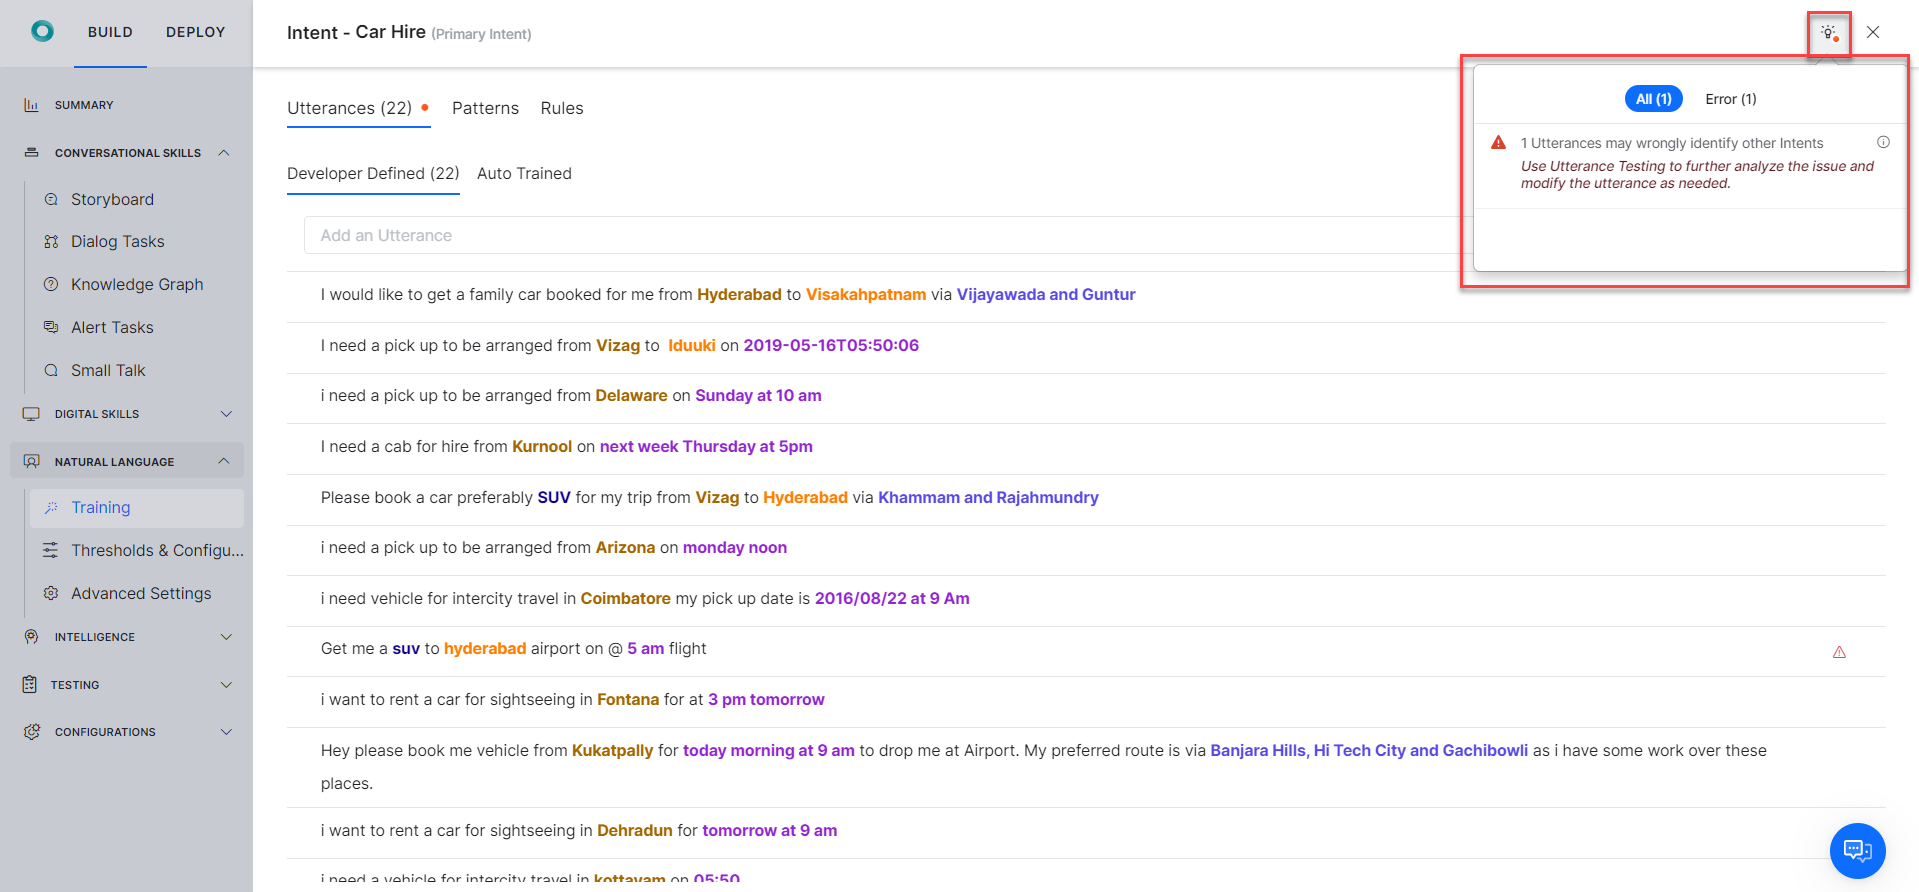 BUILD DEPLOY
Intent - Car Hire (Primary Intent)
All (1) Error (1)
1 Utterances may wrongly identify other Intents
Use Utterance Testing to further analyze the issue and
modify the utterance as needed.
SUMMARY
CONVERSATIONAL SKILLS
Storyboard
Dialog Tasks
Knowledge Graph
Alert Tasks
Small Talk
DIGITAL SKILLS
NATURAL LANGUAGE
Training
Thresholds & Configu...
Advanced Settings
INTELLIGENCE
TESTING
CONFIGURATIONS
Utterances (22) Patterns Rules
Developer Defined (22) Auto Trained
Add an Utterance
I would like to get a family car booked for me from Hyderabad to Visakahpatnam via Vijayawada and Guntur
I need a pick up to be arranged from Vizag to Iduuki on 2019-05-16T05:50:06
i need a pick up to be arranged from Delaware on Sunday at 10 am
I need a cab for hire from Kurnool on next week Thursday at 5pm
Please book a car preferably SUV for my trip from Vizag to Hyderabad via Khammam and Rajahmundry
i need a pick up to be arranged from Arizona on monday noon
i need vehicle for intercity travel in Coimbatore my pick up date is 2016/08/22 at 9 Am
Get me a suv to hyderabad airport on @ 5 am flight
i want to rent a car for sightseeing in Fontana for at 3 pm tomorrow
Hey please book me vehicle from Kukatpally for today morning at 9 am to drop me at Airport. My preferred route is via Banjara Hills, Hi Tech City and Gachibowli as i have some work over these
places.
i want to rent a car for sightseeing in Dehradun for tomorrow at 9 am
i need a vehicle for intercity travel in kottayam on 05:50